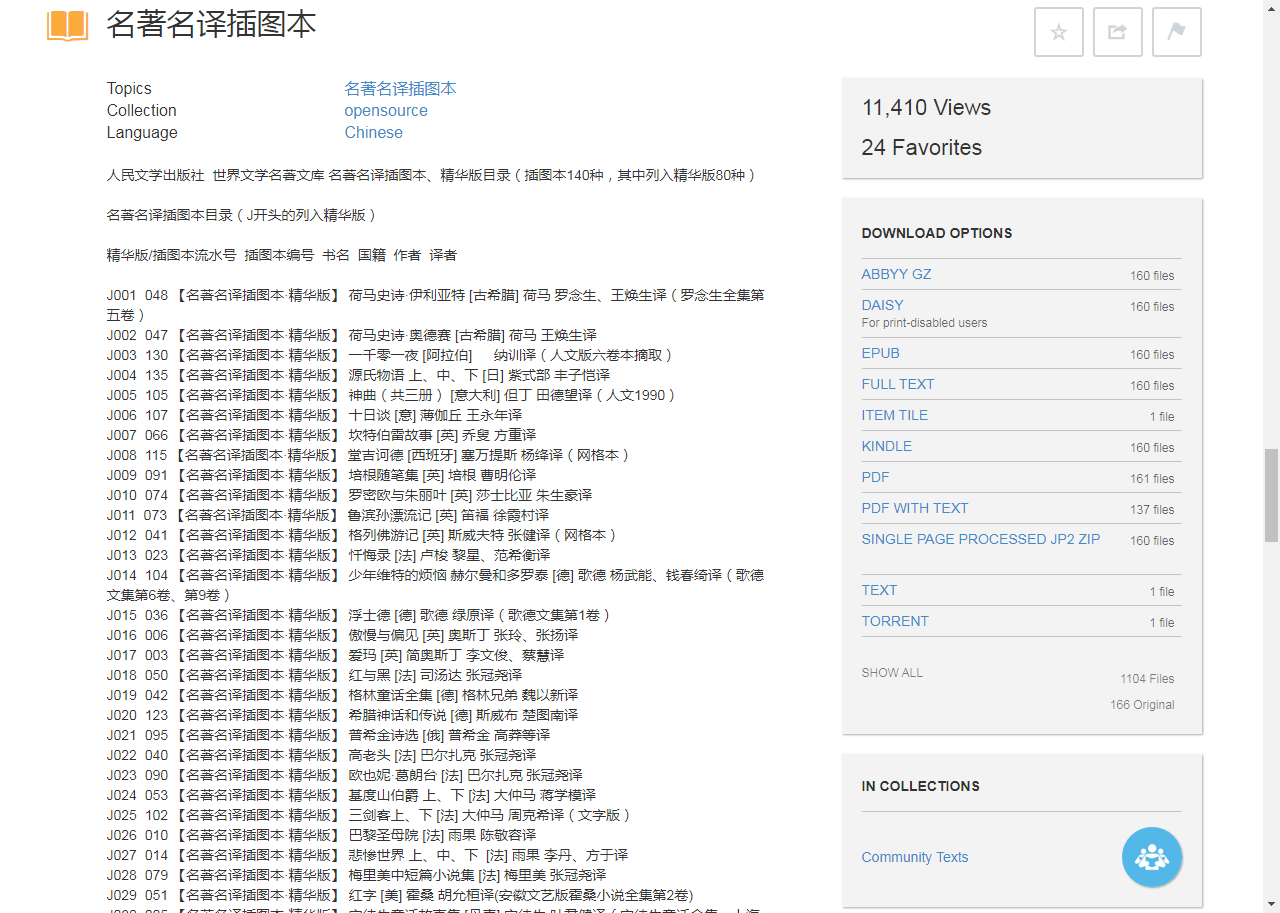 名著名译插图本
Topics 名著名译插图本
Collection opensource
Language Chinese
人民文学出版社 世界文学名著文库 名著名译插图本、精华版目录（插图本140种，其中列入精华版80种）
名著名译插图本目录（J开头的列入精华版）
精华版/插图本流水号 插图本编号 书名 国籍 作者 译者
J001 048 【名著名译插图本·精华版】 荷马史诗·伊利亚特 [古希腊] 荷马 罗念生、王焕生译（罗念生全集第
五卷）
J002 047 【名著名译插图本·精华版】 荷马史诗·奥德赛 [古希腊] 荷马 王焕生译
J003 130 【名著名译插图本·精华版】 一千零一夜 [阿拉伯] 纳训译（人文版六卷本摘取）
J004 135 【名著名译插图本·精华版】 源氏物语 上、中、下 [日] 紫式部 丰子恺译
J005 105 【名著名译插图本·精华版】 神曲（共三册） [意大利] 但丁 田德望译（人文1990）
J006 107 【名著名译插图本·精华版】 十日谈 [意] 薄伽丘 王永年译
J007 066 【名著名译插图本·精华版】 坎特伯雷故事 [英] 乔叟 方重译
J008 115 【名著名译插图本·精华版】 堂吉诃德 [西班牙] 塞万提斯 杨绛译（网格本）
J009 091 【名著名译插图本·精华版】 培根随笔集 [英] 培根 曹明伦译
J010 074 【名著名译插图本·精华版】 罗密欧与朱丽叶 [英] 莎士比亚 朱生豪译
J011 073 【名著名译插图本·精华版】 鲁滨孙漂流记 [英] 笛福 徐霞村译
J012 041 【名著名译插图本·精华版】 格列佛游记 [英] 斯威夫特 张健译（网格本）
J013 023 【名著名译插图本·精华版】 忏悔录 [法] 卢梭 黎星、范希衡译
J014 104 【名著名译插图本·精华版】 少年维特的烦恼 赫尔曼和多罗泰 [德] 歌德 杨武能、钱春绮译（歌德
文集第6卷、第9卷）
J015 036 【名著名译插图本·精华版】 浮士德 [德] 歌德 绿原译（歌德文集第1卷）
J016 006 【名著名译插图本·精华版】 傲慢与偏见 [英] 奥斯丁 张玲、张扬译
J017 003 【名著名译插图本·精华版】 爱玛 [英] 简奥斯丁 李文俊、蔡慧译
J018 050 【名著名译插图本·精华版】 红与黑 [法] 司汤达 张冠尧译
J019 042 【名著名译插图本·精华版】 格林童话全集 [德] 格林兄弟 魏以新译
J020 123 【名著名译插图本·精华版】 希腊神话和传说 [德] 斯威布 楚图南译
J021 095 【名著名译插图本·精华版】 普希金诗选 [俄] 普希金 高莽等译
J022 040 【名著名译插图本·精华版】 高老头 [法] 巴尔扎克 张冠尧译
J023 090 【名著名译插图本·精华版】 欧也妮·葛朗台 [法] 巴尔扎克 张冠尧译
J024 053 【名著名译插图本·精华版】 基度山伯爵 上、下 [法] 大仲马 蒋学模译
J025 102 【名著名译插图本·精华版】 三剑客上、下 [法] 大仲马 周克希译（文字版）
J026 010 【名著名译插图本·精华版】 巴黎圣母院 [法] 雨果 陈敬容译
J027 014 【名著名译插图本·精华版】 悲惨世界 上、中、下 [法] 雨果 李丹、方于译
J028 079 【名著名译插图本·精华版】 梅里美中短篇小说集 [法] 梅里美 张冠尧译
J029 051 【名著名译插图本·精华版】 红字 [美] 霍桑 胡允桓译(安徽文艺版霍桑小说全集第2卷)
11,410 Views
24 Favorites
DOWNLOAD OPTIONS
ABBYY GZ 160 files
DAISY 160 files
For print-disabled users
EPUB 160 files
FULL TEXT 160 files
ITEM TILE 1 file
KINDLE 160 files
PDF 161 files
PDF WITH TEXT 137 files
SINGLE PAGE PROCESSED JP2 ZIP 160 files
TEXT 1 file
TORRENT 1 file
SHOW ALL 1104 Files
166 Original
IN COLLECTIONS
Community Texts